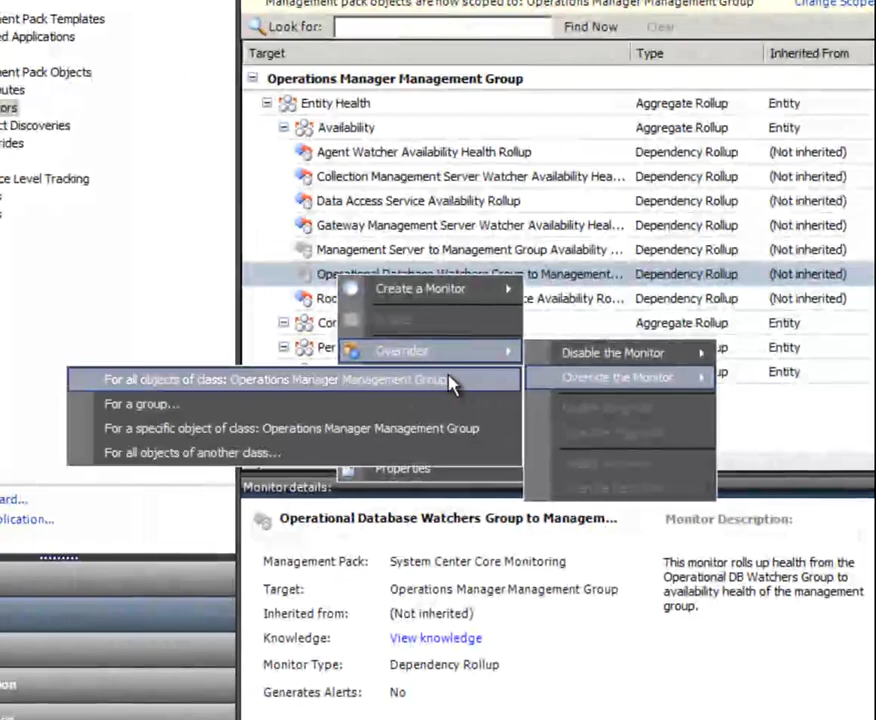 Management pack objects are now scoped to: Operations Manager Management Group
Change Scope
ent Pack Templates
ed Applications
ent Pack Objects
outes
ors
ct Discoveries
rides
ce Level Tracking
s
s
ard...
plication...
on
Look for:
Find Now
Clear
Target
Type
Inherited From
Operations Manager Management Group
Entity Health
Aggregate Rollup
Entity
Availability
Aggregate Rollup
Entity
Agent Watcher Availability Health Rollup
Dependency Rollup
(Not inherited)
Collection Management Server Watcher Availability Hea...
Dependency Rollup
(Not inherited)
Data Access Service Availability Rollup
Dependency Rollup
(Not inherited)
Gateway Management Server Watcher Availability Heal...
Dependency Rollup
(Not inherited)
Management Server to Management Group Availability ...
Dependency Rollup
(Not inherited)
Operational Database Watchers Group to Management...
Dependency Rollup
(Not inherited)
Roo
ce Availability Ro...
Dependency Rollup
(Not inherited)
Cor
Aggregate Rollup
Entity
Per
Create a Monitor
Overrides
Properties
Disable the Monitor
Override the Monitor
For all objects of class: Operations Manager Management Group
For a group...
For a specific object of class: Operations Manager Management Group
For all objects of another class...
Monitor details:
Operational Database Watchers Group to Managem...
Management Pack: System Center Core Monitoring
Target: Operations Manager Management Group
Inherited from: (Not inherited)
Knowledge: View knowledge
Monitor Type: Dependency Rollup
Generates Alerts: No
Monitor Description:
This monitor rolls up health from the
Operational DB Watchers Group to
availability health of the management
group.